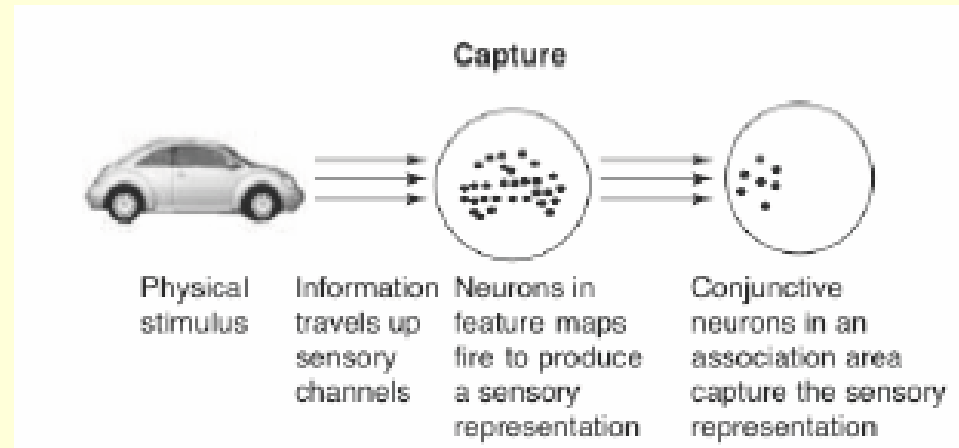 Capture
Physical
stimulus
Information
travels up
sensory
channels
Neurons in
feature maps
fire to produce
a sensory
representation
Conjunctive
neurons in an
association area
capture the sensory
representation